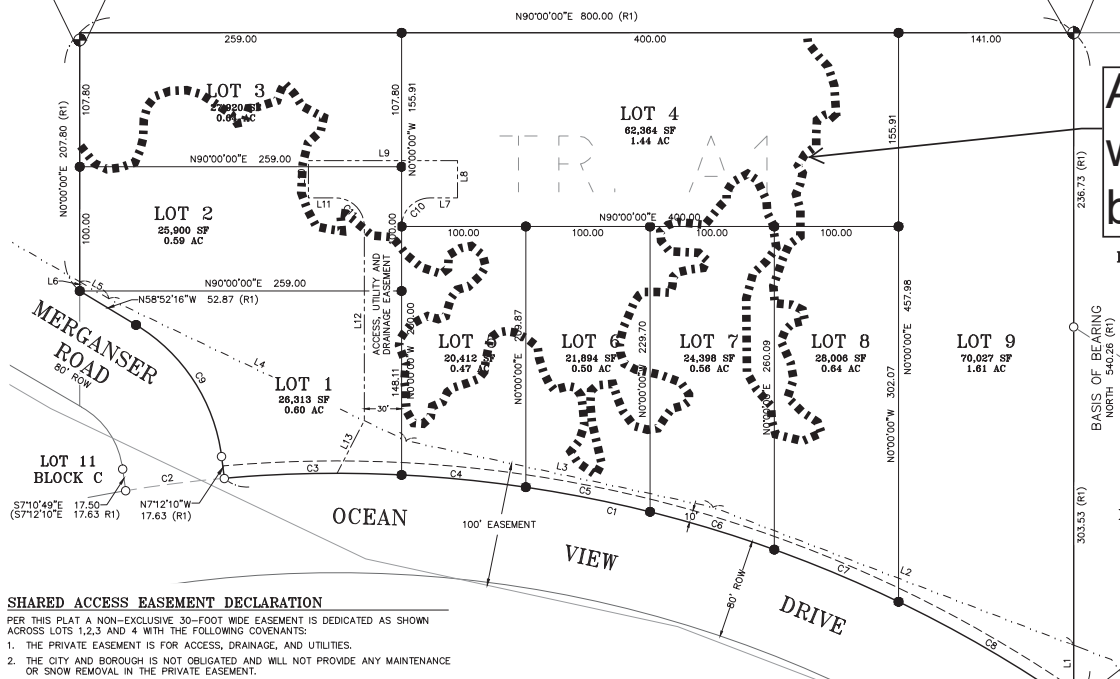 N90°00'00"E 800.00 (R1)
259.00
400.00
141.00
LOT 3
27,920 SF
0.64 AC
107.80
N0°00'00"E 207.80 (R1)
107.80
N0°00'00"W 155.91
LOT 4
62,364 SF
1.44 AC
TR. A1
155.91
A
w
b
236.73 (R1)
N90°00'00"E 259.00
L9
L8
L7
L11
C10
LOT 2
25,900 SF
0.59 AC
100.00
N90°00'00"E 400.00
100.00
100.00
100.00
100.00
N90°00'00"E 259.00
L6
L5
N58°52'16"W 52.87 (R1)
ACCESS, UTILITY AND
DRAINAGE EASEMENT
L12
L4
MERGANSER
ROAD
80' ROW
C9
LOT 1
26,313 SF
0.60 AC
148.11
30'
L13
20,412 SF
0.47 AC
LOT 6
21,894 SF
0.50 AC
229.70
LOT 7
24,398 SF
0.56 AC
N0°00'00"E 260.09
LOT 8
28,006 SF
0.64 AC
N0°00'00"W 302.07
N0°00'00"E 457.98
LOT 9
70,027 SF
1.61 AC
BASIS OF BEARING
NORTH 540.26 (R1)
303.53 (R1)
LOT 11
BLOCK C
C2
C3
C4
L3
C5
C1
10'
C6
C7
L2
C8
L1
S7°10'49"E 17.50
(S7°12'10"E 17.63 R1)
N7°12'10"W
17.63 (R1)
100' EASEMENT
80' ROW
OCEAN
VIEW
DRIVE
SHARED ACCESS EASEMENT DECLARATION
PER THIS PLAT A NON-EXCLUSIVE 30-FOOT WIDE EASEMENT IS DEDICATED AS SHOWN
ACROSS LOTS 1,2,3 AND 4 WITH THE FOLLOWING COVENANTS:
1. THE PRIVATE EASEMENT IS FOR ACCESS, DRAINAGE, AND UTILITIES.
2. THE CITY AND BOROUGH IS NOT OBLIGATED AND WILL NOT PROVIDE ANY MAINTENANCE
OR SNOW REMOVAL IN THE PRIVATE EASEMENT.